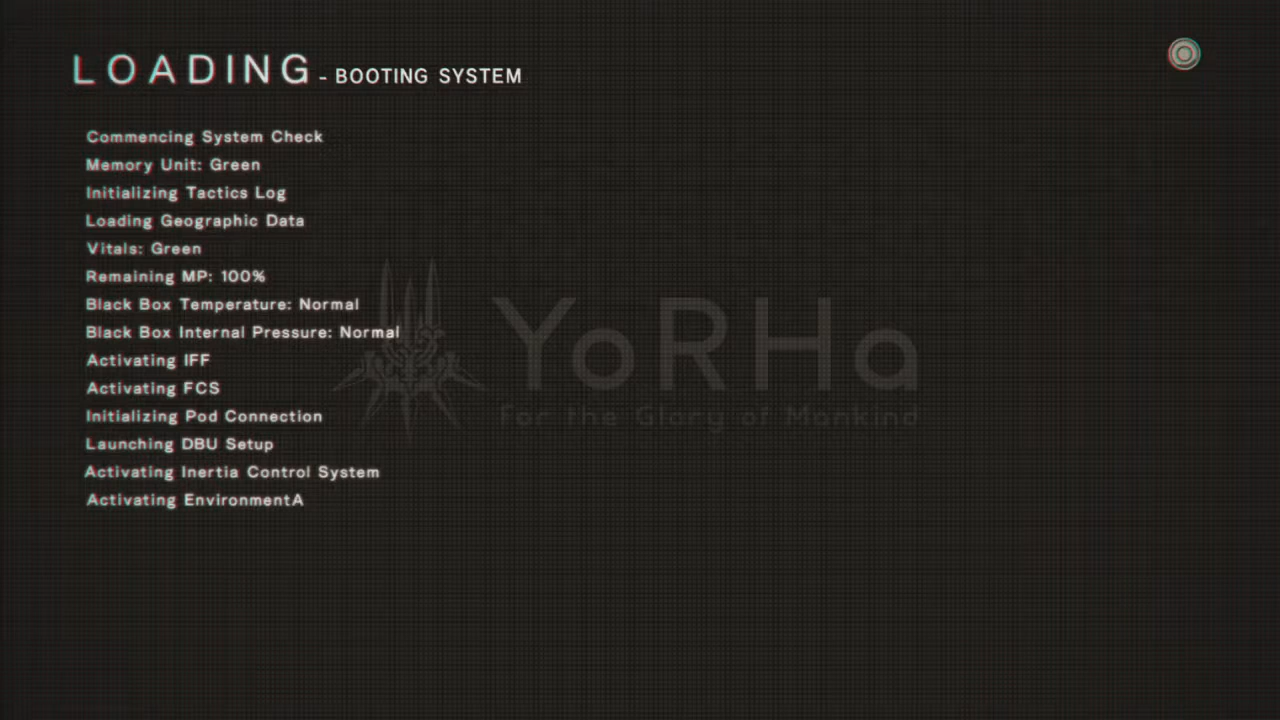 LOADING - BOOTING SYSTEM
Commencing System Check
Memory Unit: Green
Initializing Tactics Log
Loading Geographic Data
Vitals: Green
Remaining MP: 100%
Black Box Temperature: Normal
Black Box Internal Pressure: Normal
Activating IFF
Activating FCS
Initializing Pod Connection
Launching DBU Setup
Activating Inertia Control System
Activating EnvironmentA
YoRHa
For the Glory of Mankind